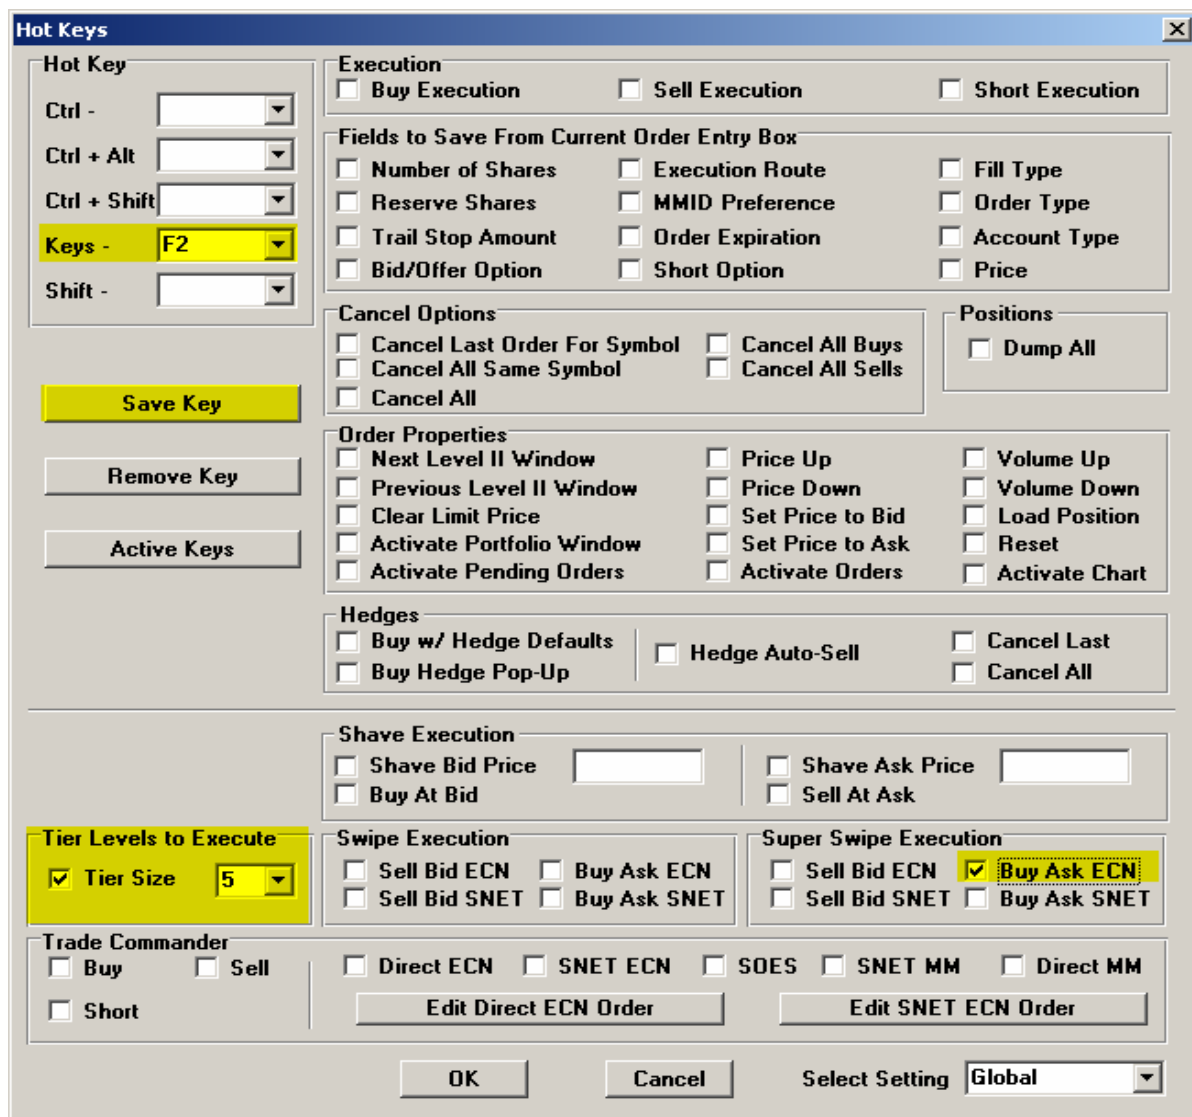 Hot Keys
Hot Key
Ctrl -
Ctrl + Alt
Ctrl + Shift
Keys - F2
Shift -
Save Key
Remove Key
Active Keys
Execution
Buy Execution Sell Execution Short Execution
Fields to Save From Current Order Entry Box
Number of Shares Execution Route Fill Type
Reserve Shares MMID Preference Order Type
Trail Stop Amount Order Expiration Account Type
Bid/Offer Option Short Option Price
Cancel Options
Cancel Last Order For Symbol Cancel All Buys
Cancel All Same Symbol Cancel All Sells
Cancel All
Positions
Dump All
Order Properties
Next Level II Window Price Up Volume Up
Previous Level II Window Price Down Volume Down
Clear Limit Price Set Price to Bid Load Position
Activate Portfolio Window Set Price to Ask Reset
Activate Pending Orders Activate Orders Activate Chart
Hedges
Buy w/ Hedge Defaults Hedge Auto-Sell Cancel Last
Buy Hedge Pop-Up Cancel All
Shave Execution
Shave Bid Price Shave Ask Price
Buy At Bid Sell At Ask
Tier Levels to Execute
Tier Size 5
Swipe Execution
Sell Bid ECN Buy Ask ECN
Sell Bid SNET Buy Ask SNET
Super Swipe Execution
Sell Bid ECN Buy Ask ECN
Sell Bid SNET Buy Ask SNET
Trade Commander
Buy Sell Direct ECN SNET ECN SOES SNET MM Direct MM
Short Edit Direct ECN Order Edit SNET ECN Order
OK Cancel Select Setting Global